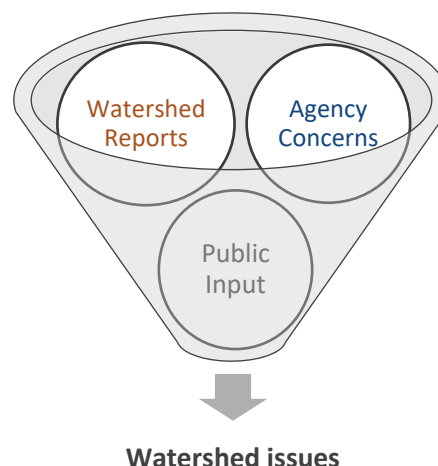 Watershed
Reports
Agency
Concerns
Public
Input
Watershed issues